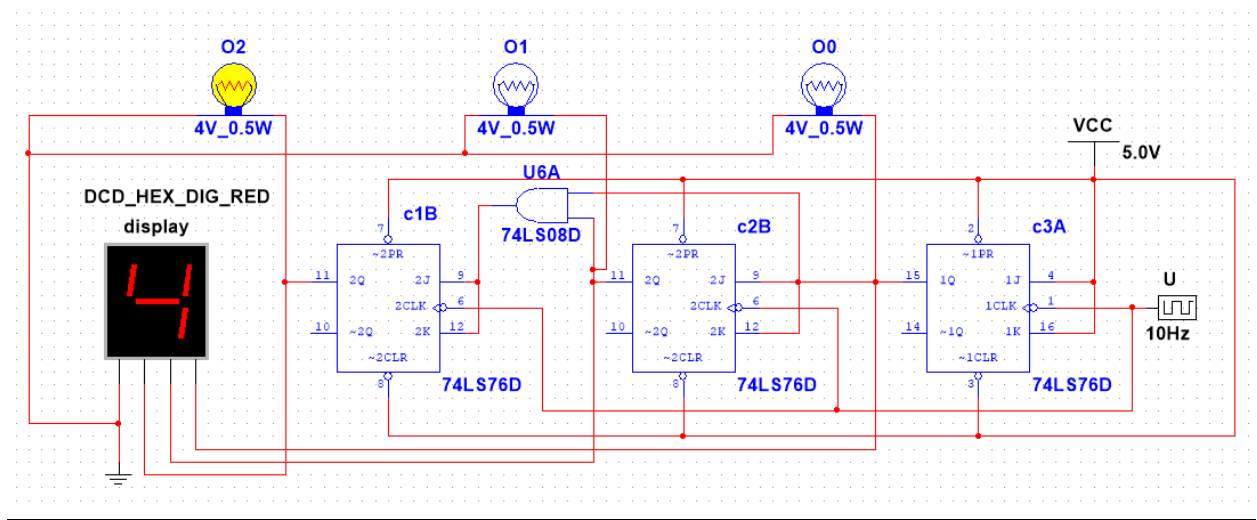 O2
O1
O0
4V_0.5W
4V_0.5W
4V_0.5W
VCC
5.0V
U6A
DCD_HEX_DIG_RED
display
c1B
74LS08D
c2B
c3A
7
~2PR
7
~2PR
2
~1PR
11
2Q
2J
9
11
2Q
2J
9
15
1Q
1J
4
U
2CLK
6
2CLK
6
1CLK
1
10
~2Q
2K
12
10
~2Q
2K
12
14
~1Q
1K
16
10Hz
~2CLR
~2CLR
~1CLR
8
74LS76D
8
74LS76D
3
74LS76D
4